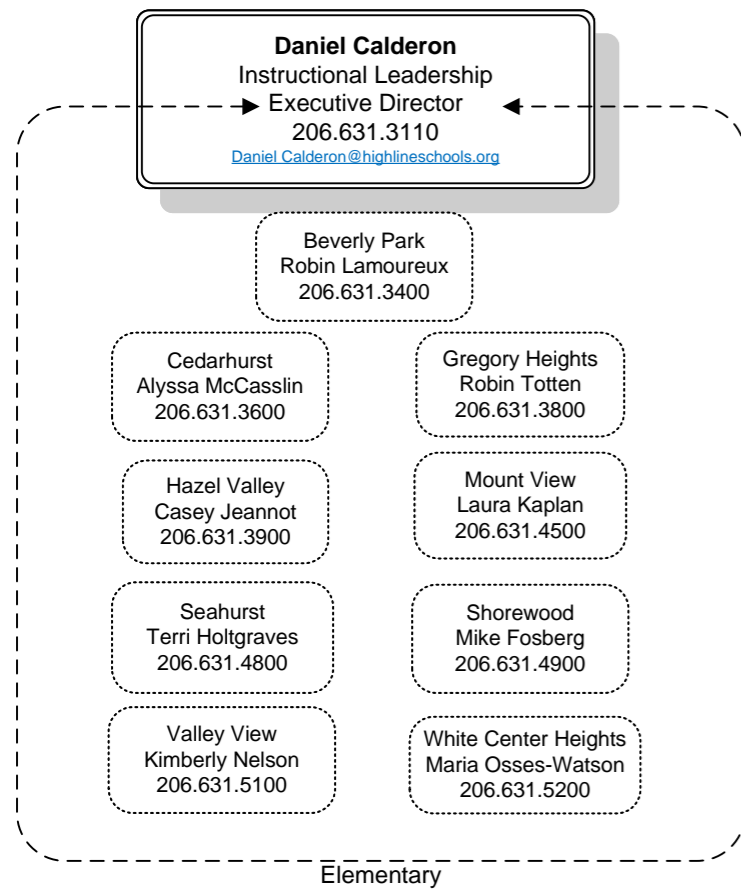 Daniel Calderon
Instructional Leadership
Executive Director
206.631.3110
Daniel Calderon@highlineschools.org
Beverly Park
Robin Lamoureux
206.631.3400
Cedarhurst
Alyssa McCasslin
206.631.3600
Gregory Heights
Robin Totten
206.631.3800
Hazel Valley
Casey Jeannot
206.631.3900
Mount View
Laura Kaplan
206.631.4500
Seahurst
Terri Holtgraves
206.631.4800
Shorewood
Mike Fosberg
206.631.4900
Valley View
Kimberly Nelson
206.631.5100
White Center Heights
Maria Osses-Watson
206.631.5200
Elementary